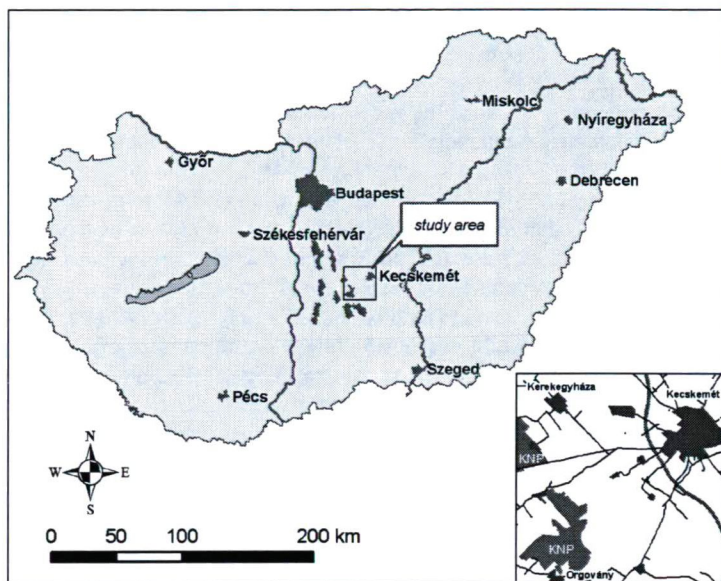 Miskolc
Nyíregyháza
Győr
Debrecen
Budapest
study area
Székesfehérvár
Kecskemét
Szeged
Pécs
N
W E
S
0 50 100 200 km
Kerekegyháza
Kecskemét
KNP
KNP
Orgovány